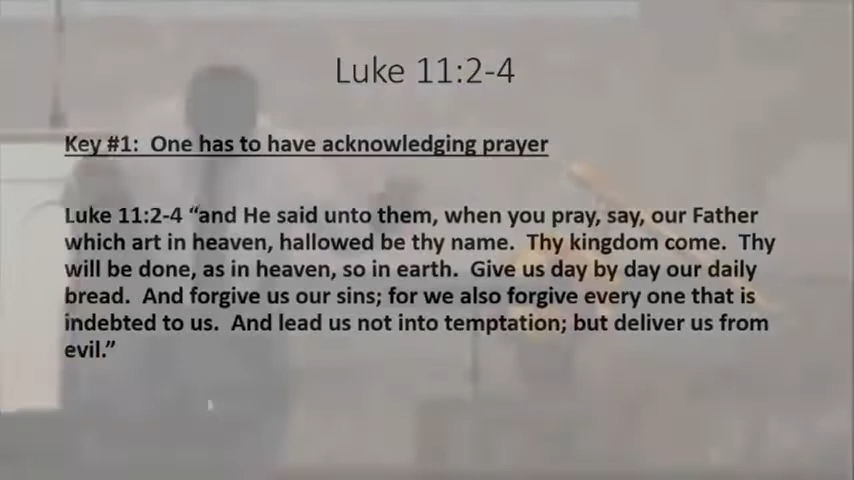 Luke 11:2-4
Key #1:  One has to have acknowledging prayer
Luke 11:2-4 “and He said unto them, when you pray, say, our Father
which art in heaven, hallowed be thy name.  Thy kingdom come.  Thy
will be done, as in heaven, so in earth.  Give us day by day our daily
bread.  And forgive us our sins; for we also forgive every one that is
indebted to us.  And lead us not into temptation; but deliver us from
evil.”